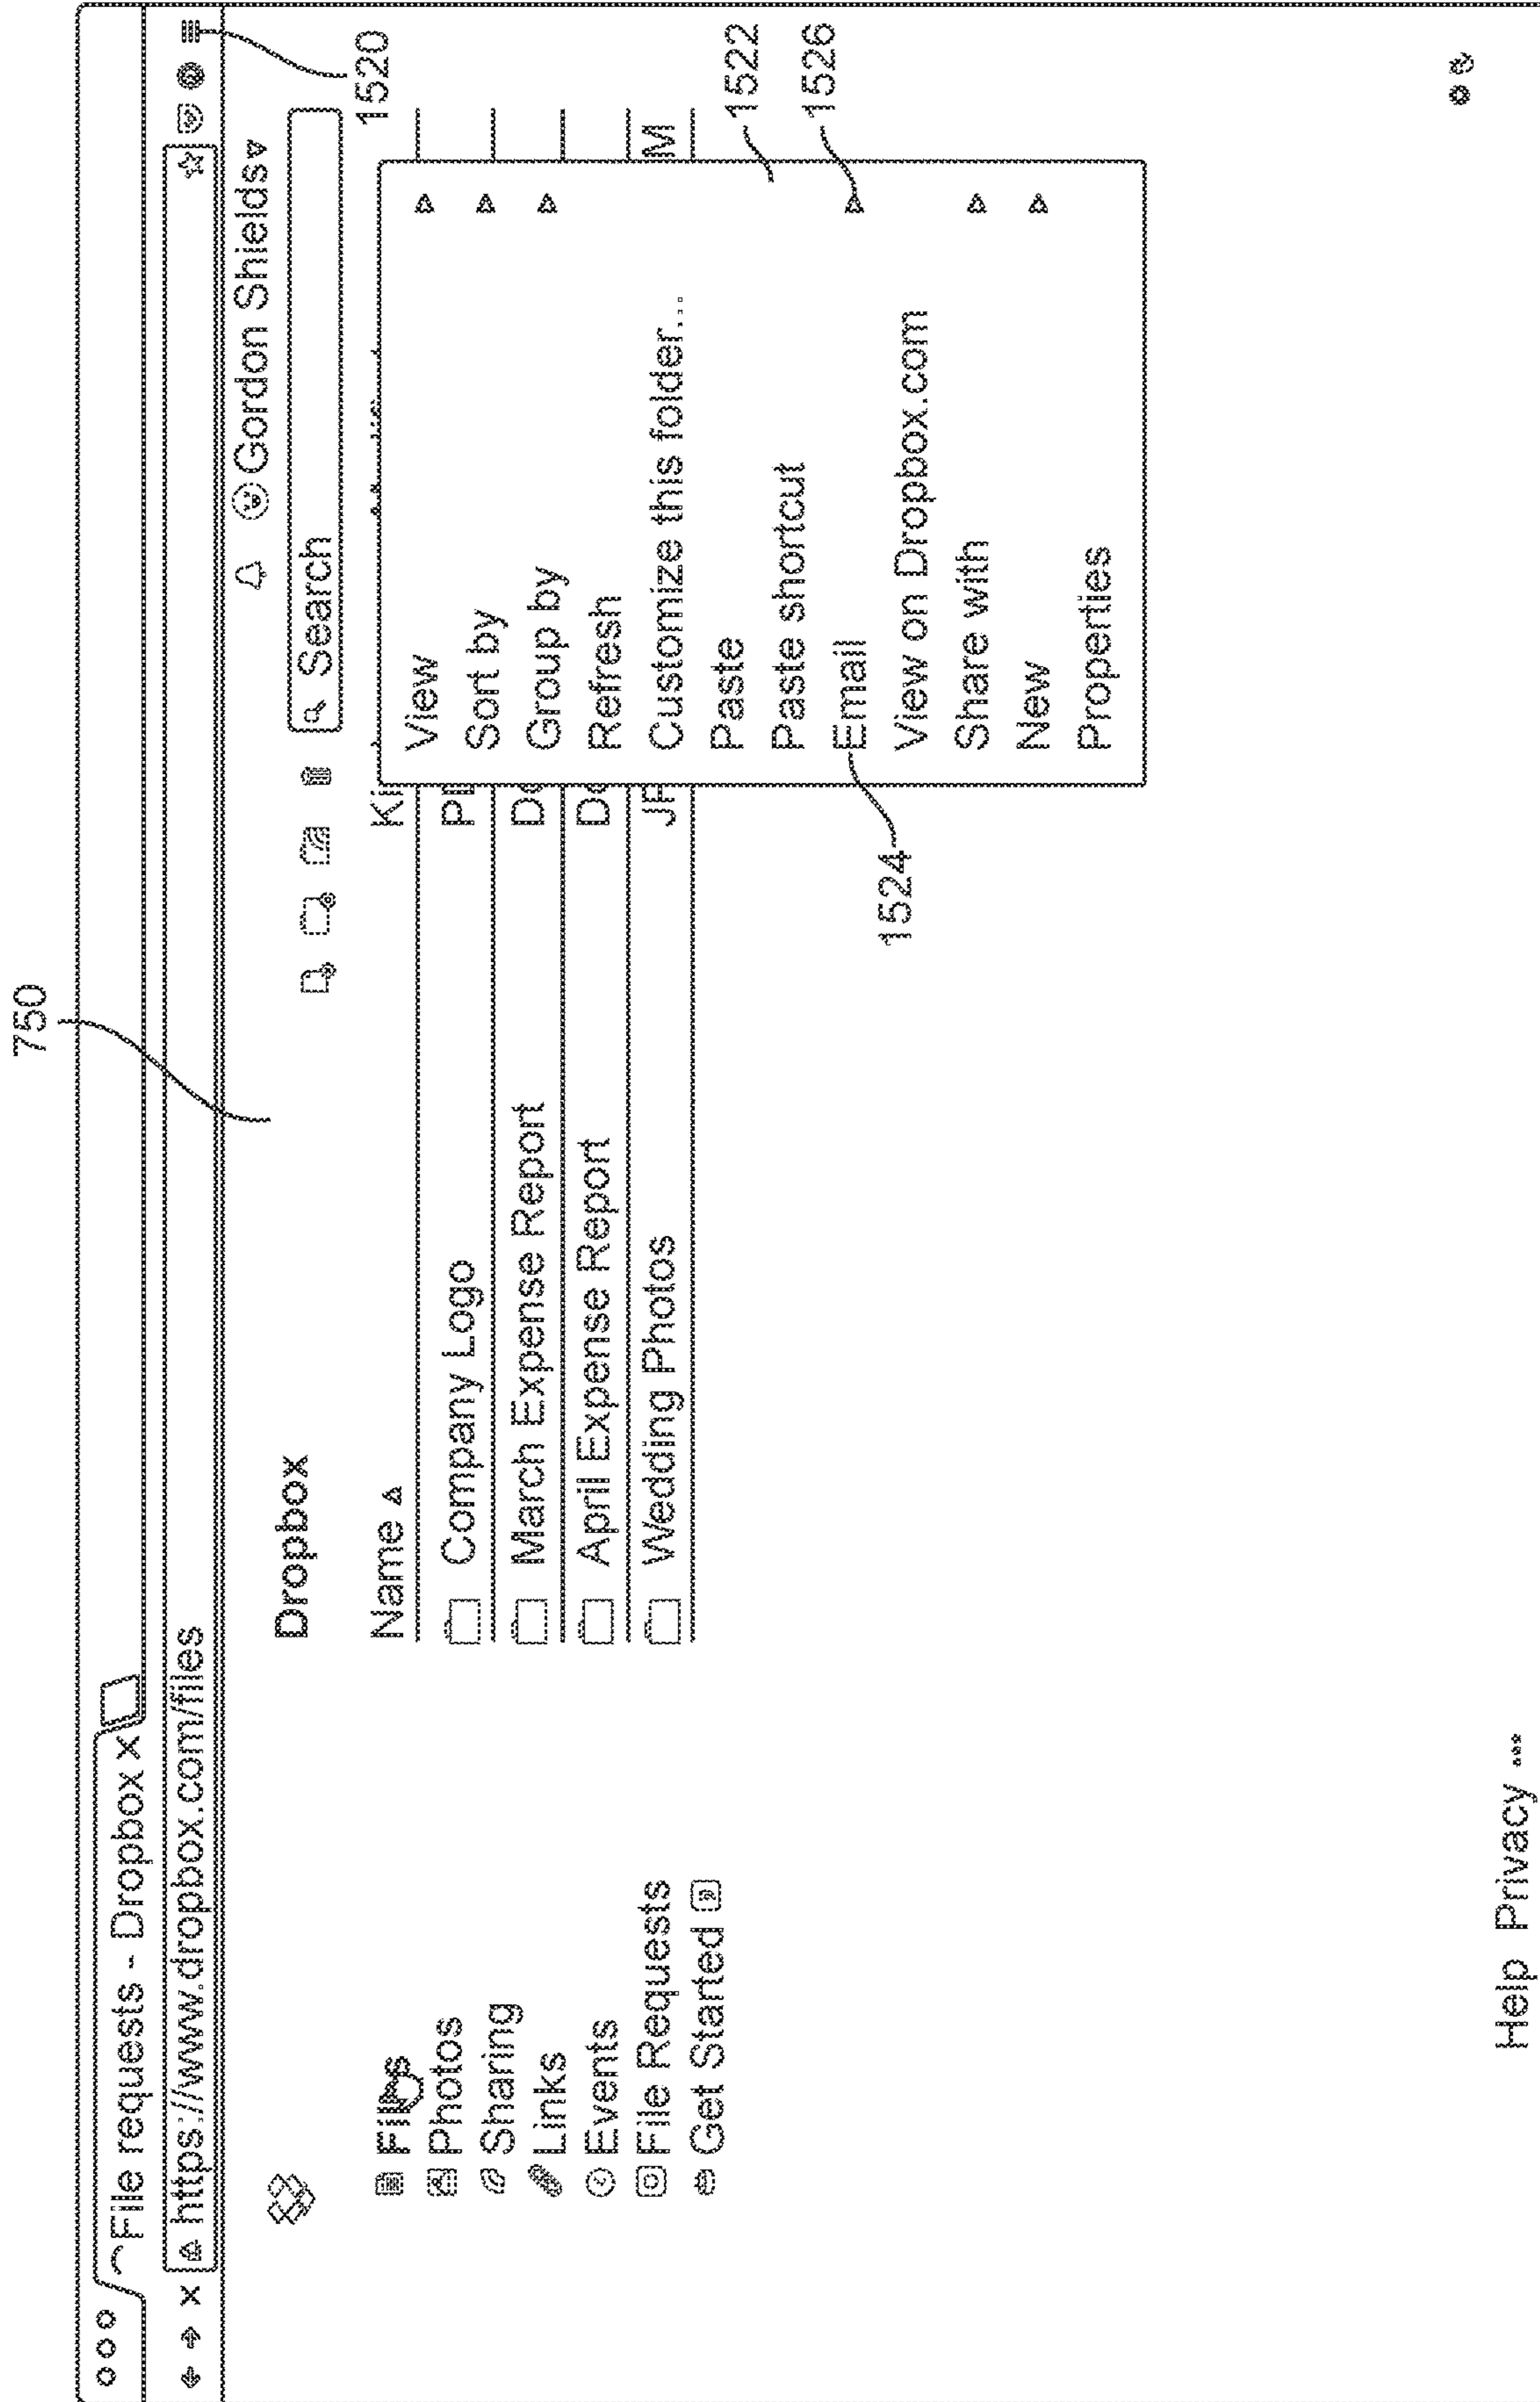 750
File requests - Dropbox x
https://www.dropbox.com/files
Gordon Shields
Dropbox
Search
1520
Name
Files
Photos
Sharing
Links
Events
File Requests
Get Started
Company Logo
March Expense Report
April Expense Report
Wedding Photos
M
View
Sort by
Group by
Refresh
Customize this folder...
Paste
Paste shortcut
Email
View on Dropbox.com
Share with
New
Properties
1522
1526
1524
Help Privacy ...